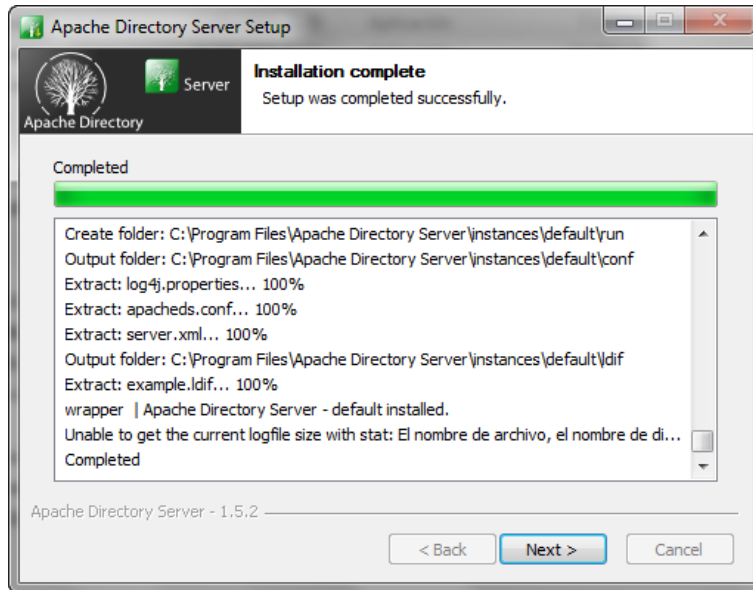 Apache Directory Server Setup
Apache Directory
Server
Installation complete
Setup was completed successfully.
Completed
Create folder: C:\Program Files\Apache Directory Server\instances\default\run
Output folder: C:\Program Files\Apache Directory Server\instances\default\conf
Extract: log4j.properties... 100%
Extract: apacheds.conf... 100%
Extract: server.xml... 100%
Output folder: C:\Program Files\Apache Directory Server\instances\default\ldif
Extract: example.ldif... 100%
wrapper | Apache Directory Server - default installed.
Unable to get the current logfile size with stat: El nombre de archivo, el nombre de di...
Completed
Apache Directory Server - 1.5.2
< Back
Next >
Cancel